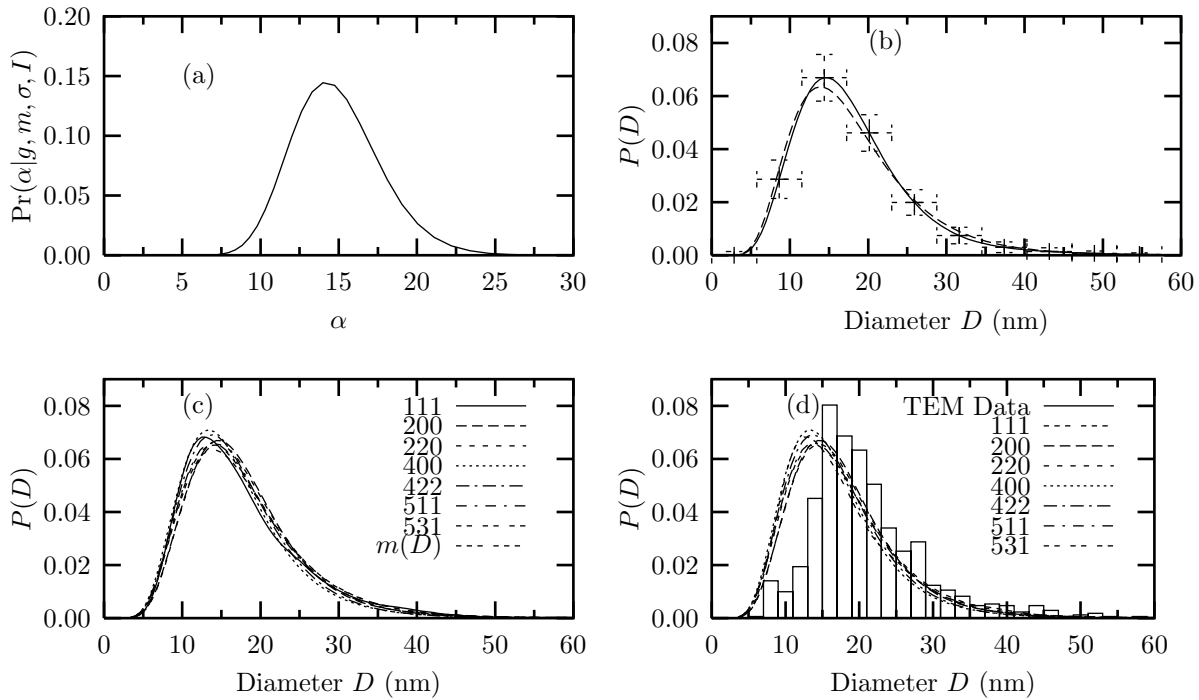 0.20
0.15
0.10
0.05
0.00
Pr(α|g, m, σ, I)
(a)
0 5 10 15 20 25 30
α
0.08
0.06
0.04
0.02
0.00
P(D)
(b)
0 10 20 30 40 50 60
Diameter D (nm)
0.08
0.06
0.04
0.02
0.00
P(D)
(c)
111
200
220
400
422
511
531
m(D)
0 10 20 30 40 50 60
Diameter D (nm)
0.08
0.06
0.04
0.02
0.00
P(D)
(d)
TEM Data
111
200
220
400
422
511
531
0 10 20 30 40 50 60
Diameter D (nm)